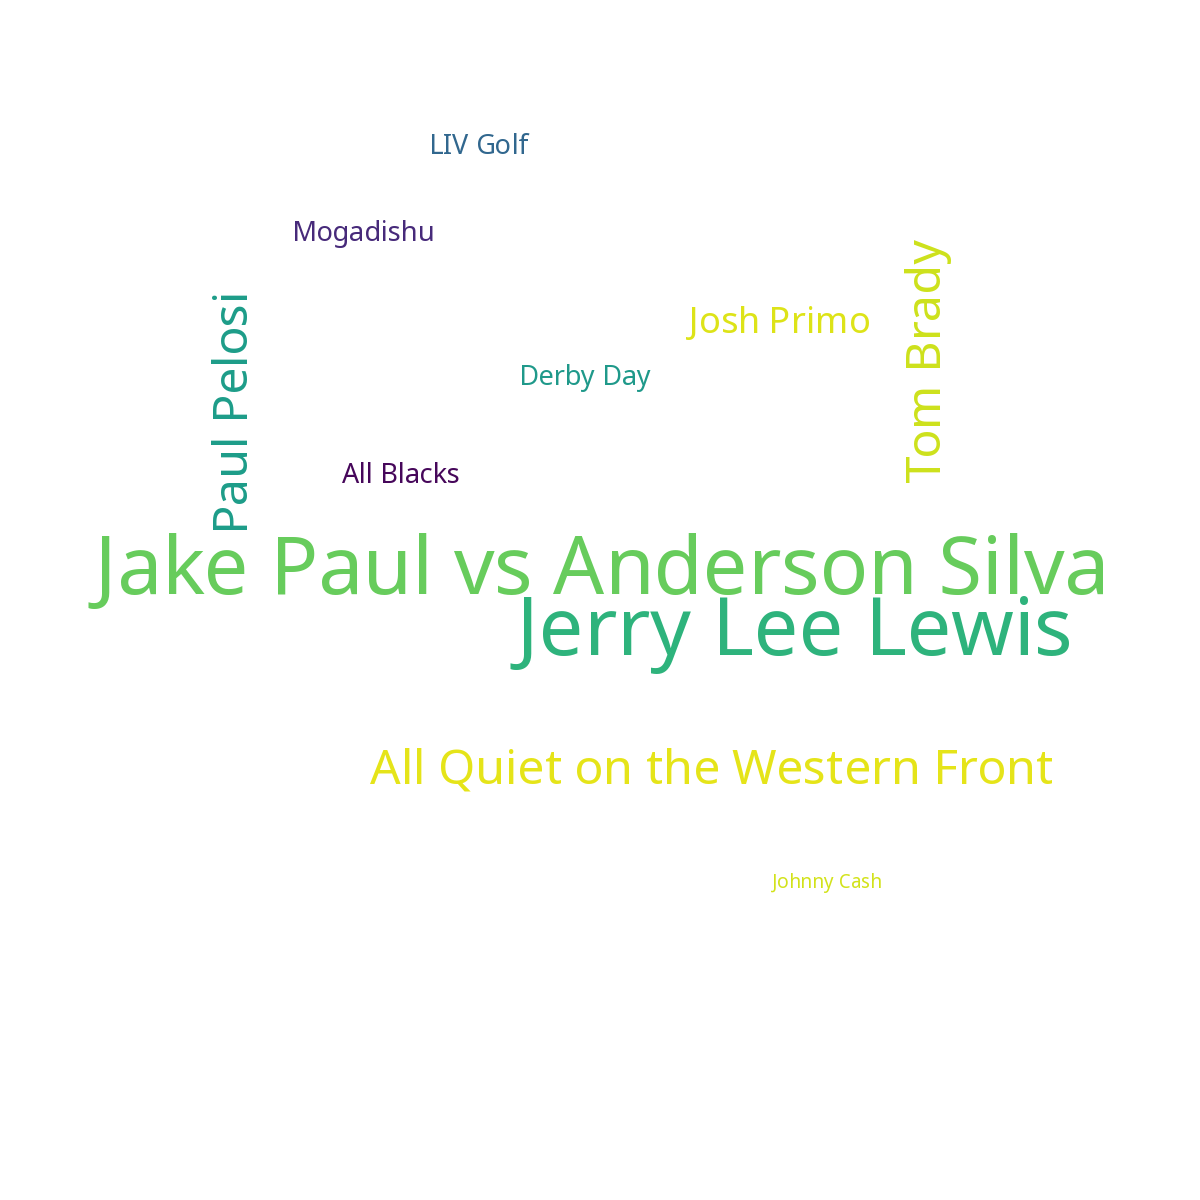 LIV Golf
Mogadishu
Tom Brady
Paul Pelosi
Josh Primo
Derby Day
All Blacks
Jake Paul vs Anderson Silva
Jerry Lee Lewis
All Quiet on the Western Front
Johnny Cash